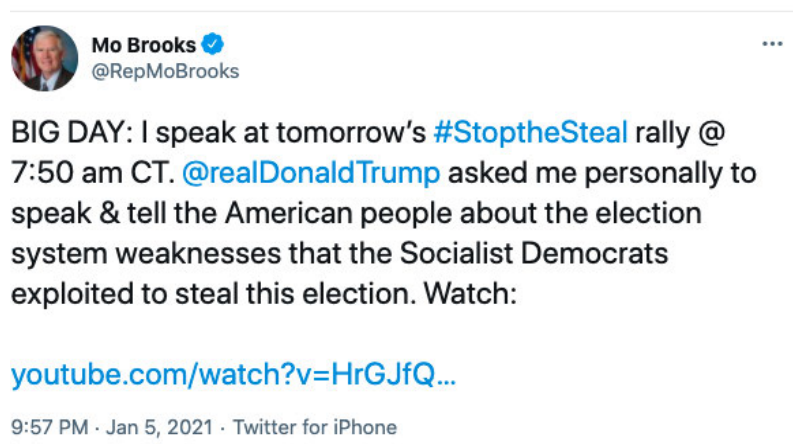 Mo Brooks
@RepMoBrooks
BIG DAY: I speak at tomorrow's #StoptheSteal rally @
7:50 am CT. @realDonaldTrump asked me personally to
speak & tell the American people about the election
system weaknesses that the Socialist Democrats
exploited to steal this election. Watch:
youtube.com/watch?v=HrGJfQ...
9:57 PM · Jan 5, 2021 · Twitter for iPhone